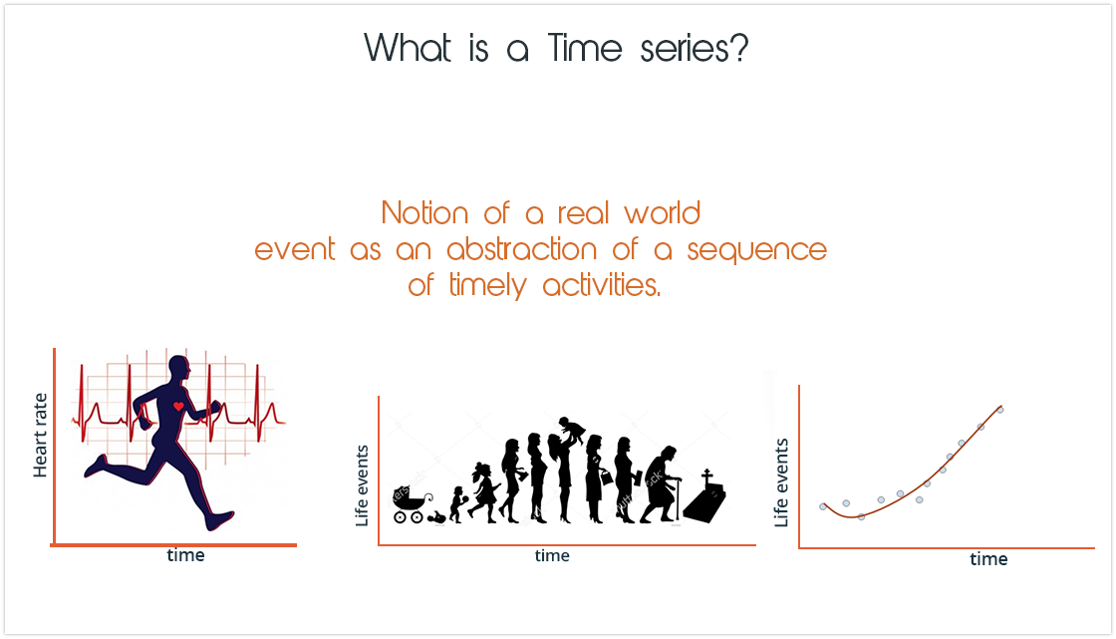 What is a Time series?
Notion of a real world
event as an abstraction of a sequence
of timely activities.
Heart rate
time
Life events
time
Life events
time